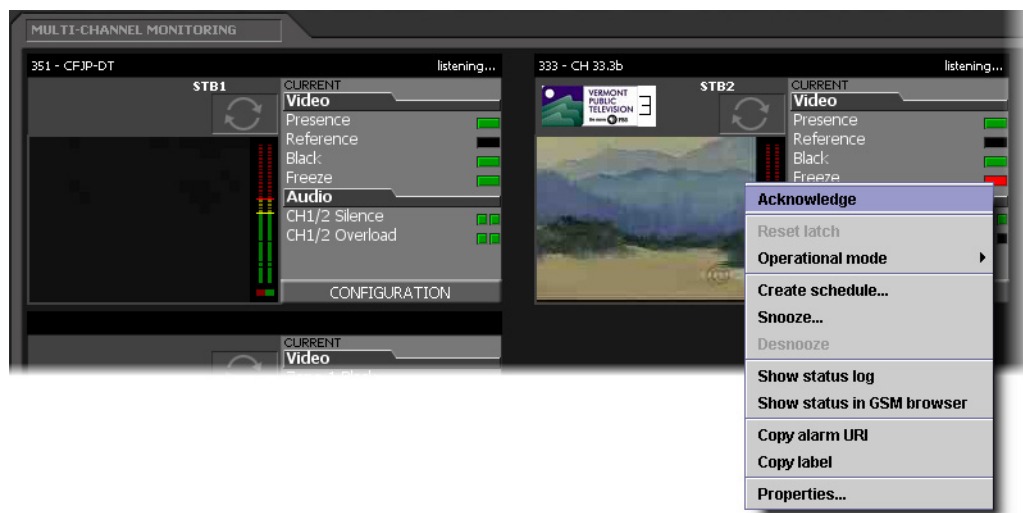 MULTI-CHANNEL MONITORING
351 - CFJP-DT
listening...
STB1
CURRENT
Video
Presence
Reference
Black
Freeze
Audio
CH1/2 Silence
CH1/2 Overload
CONFIGURATION
CURRENT
Video
333 - CH 33.3b
listening...
VERMONT
PUBLIC
TELEVISION
PBS
3
STB2
CURRENT
Video
Presence
Reference
Black
Freeze
Acknowledge
Reset latch
Operational mode
Create schedule...
Snooze...
Desnooze
Show status log
Show status in GSM browser
Copy alarm URI
Copy label
Properties...